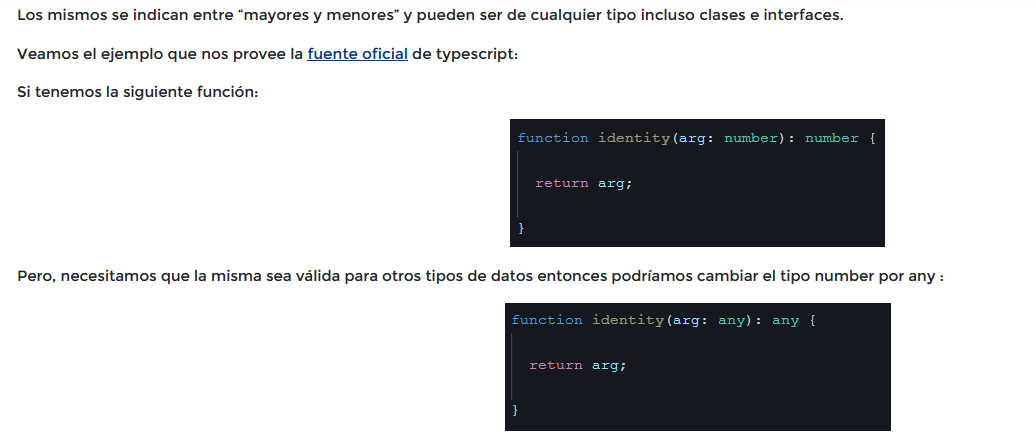 Los mismos se indican entre “mayores y menores” y pueden ser de cualquier tipo incluso clases e interfaces.
Veamos el ejemplo que nos provee la fuente oficial de typescript:
Si tenemos la siguiente función:
function identity(arg: number): number {
return arg;
}
Pero, necesitamos que la misma sea válida para otros tipos de datos entonces podríamos cambiar el tipo number por any :
function identity(arg: any): any {
return arg;
}